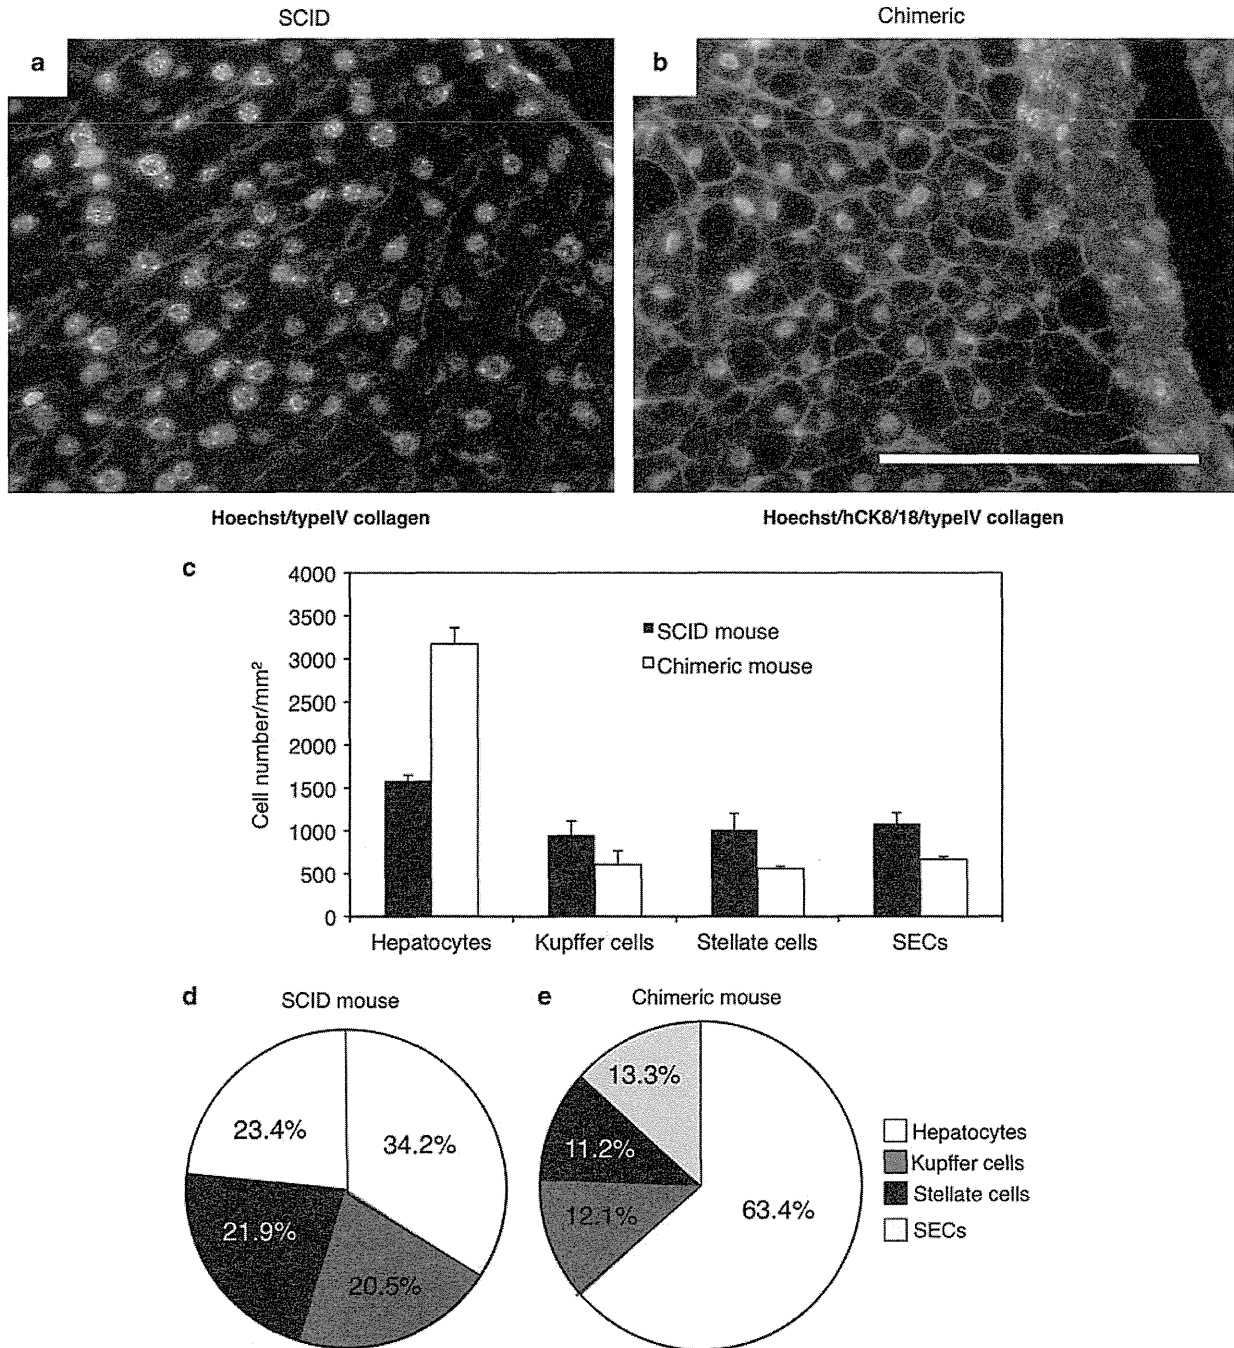 SCID
Chimeric
a
b
Hoechst/typeIV collagen
Hoechst/hCK8/18/typeIV collagen
c
4000
3500
3000
2500
2000
1500
1000
500
0
Cell number/mm²
SCID mouse
Chimeric mouse
Hepatocytes
Kupffer cells
Stellate cells
SECs
d
SCID mouse
e
Chimeric mouse
23.4%
34.2%
21.9%
20.5%
13.3%
11.2%
12.1%
63.4%
Hepatocytes
Kupffer cells
Stellate cells
SECs